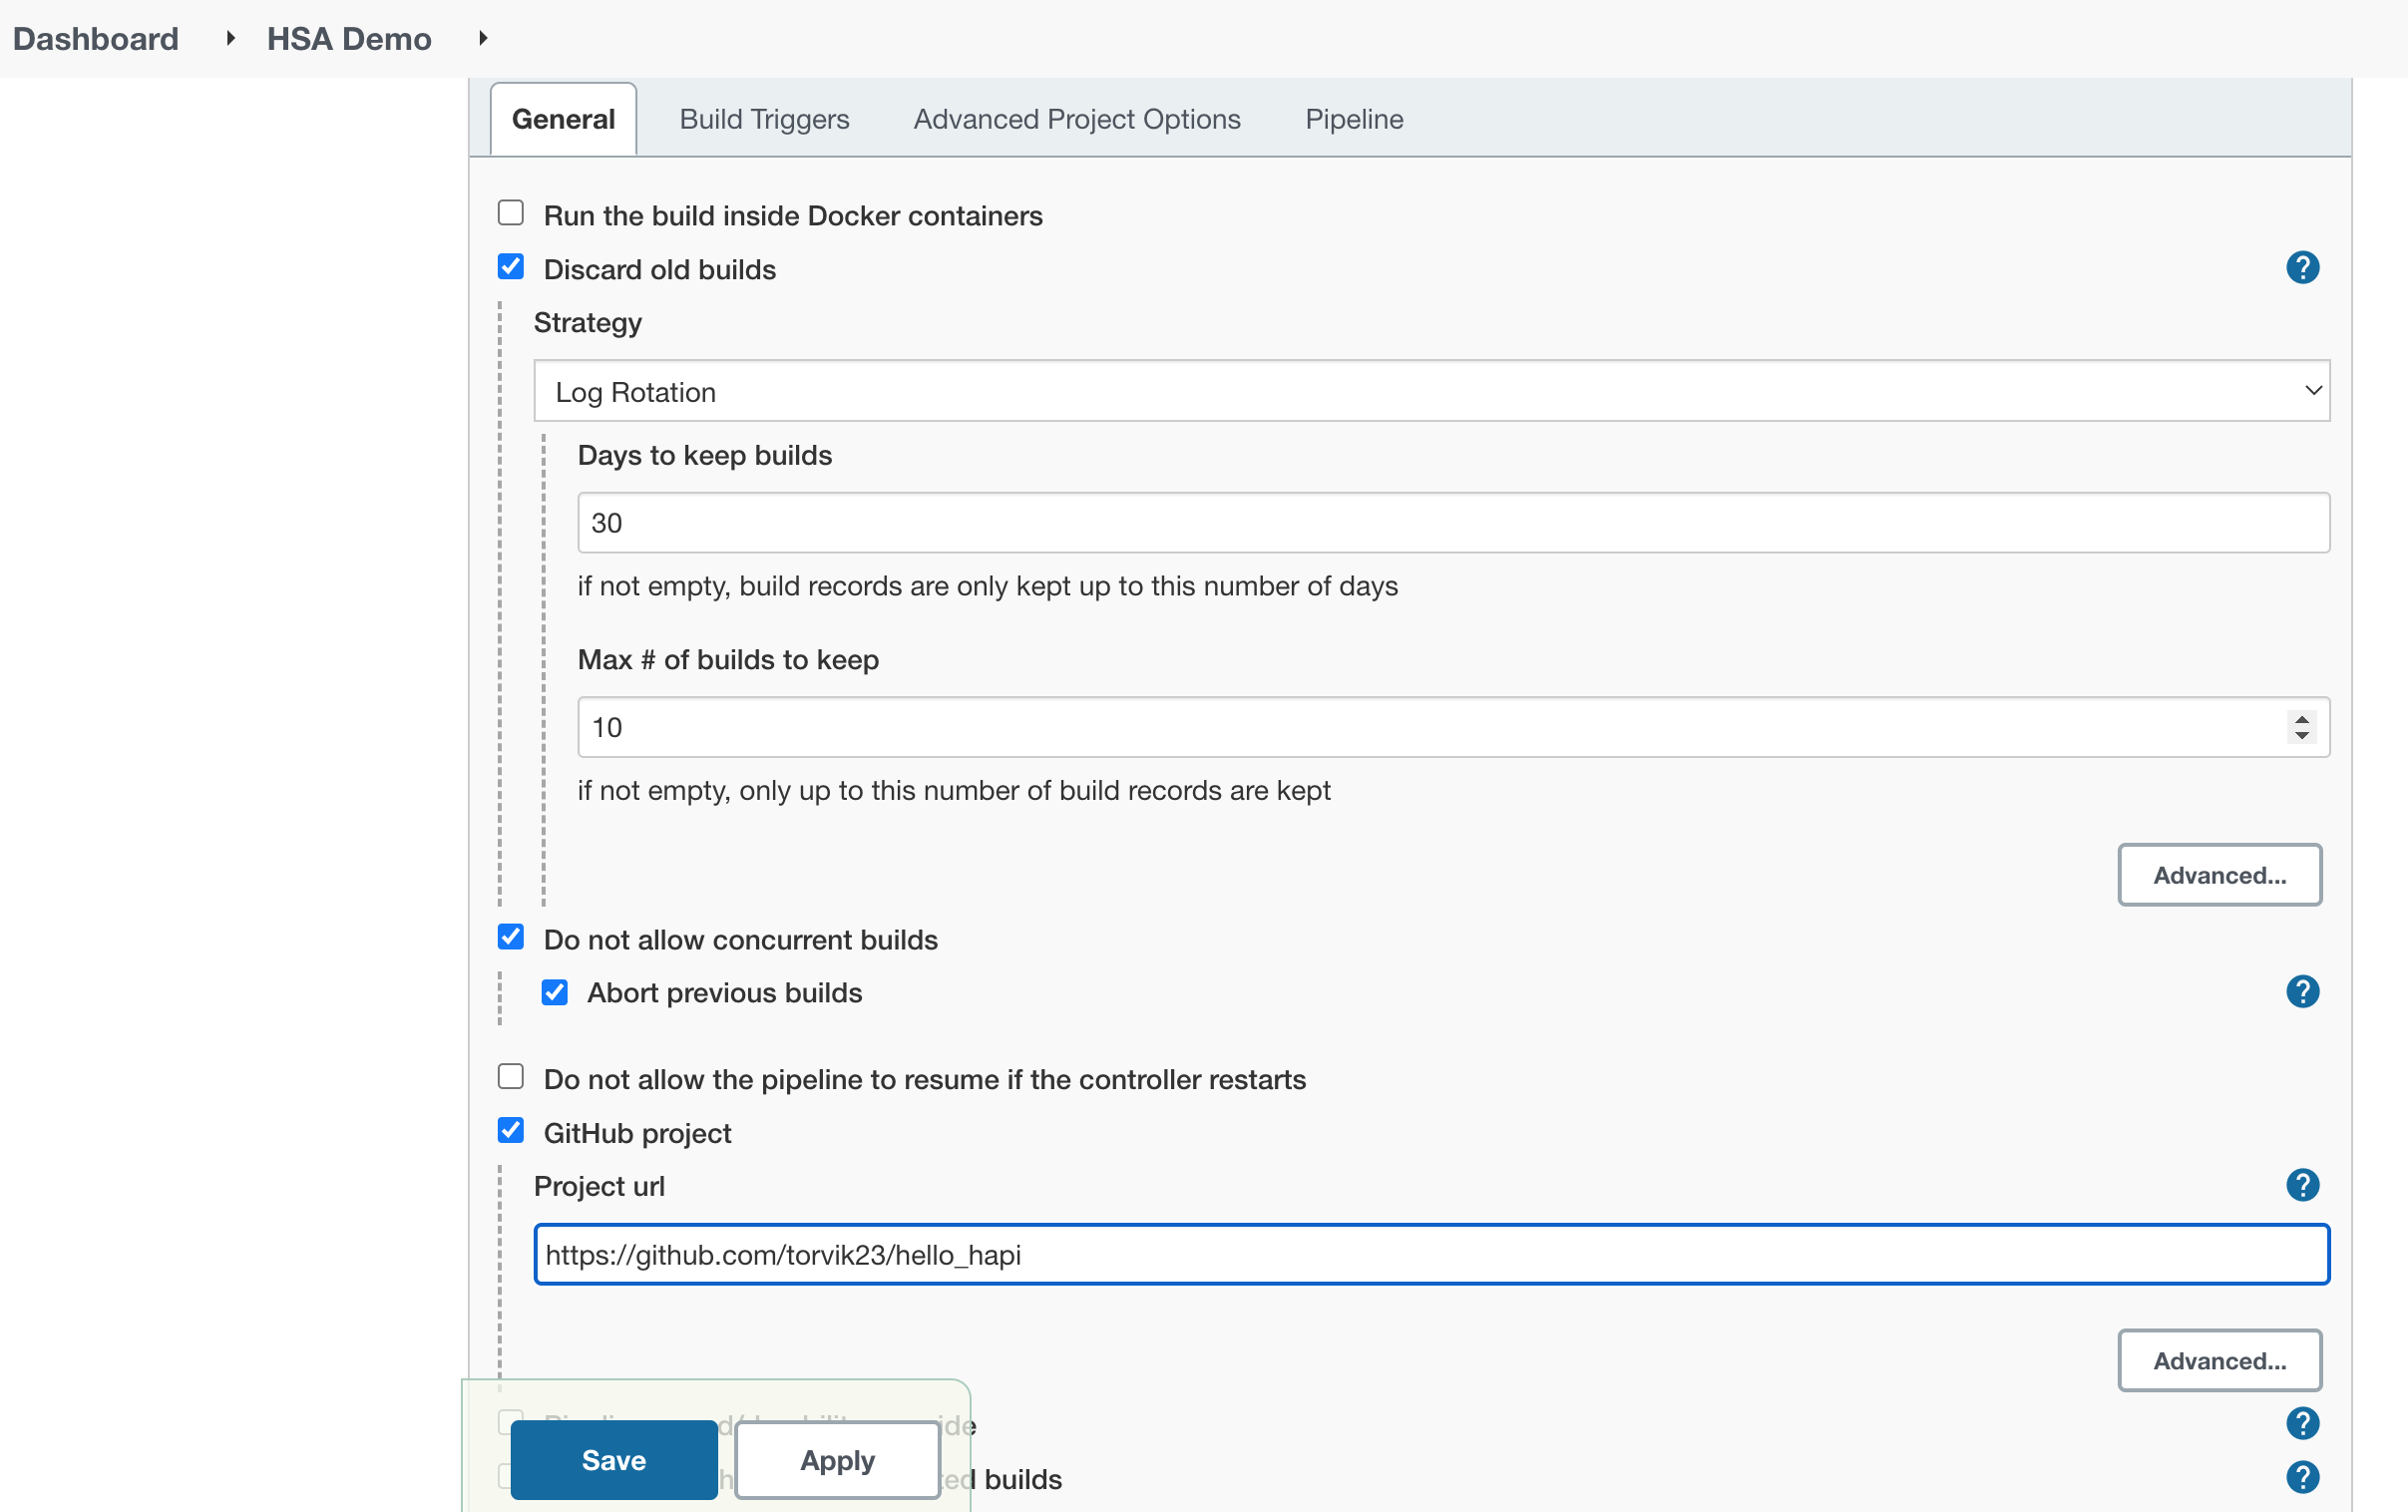 Dashboard HSA Demo
General Build Triggers Advanced Project Options Pipeline
Run the build inside Docker containers
Discard old builds ?
Strategy
Log Rotation
Days to keep builds
30
if not empty, build records are only kept up to this number of days
Max # of builds to keep
10
if not empty, only up to this number of build records are kept
Advanced...
Do not allow concurrent builds
Abort previous builds ?
Do not allow the pipeline to resume if the controller restarts
GitHub project
Project url ?
https://github.com/torvik23/hello_hapi
Advanced...
?
Save Apply
builds ?